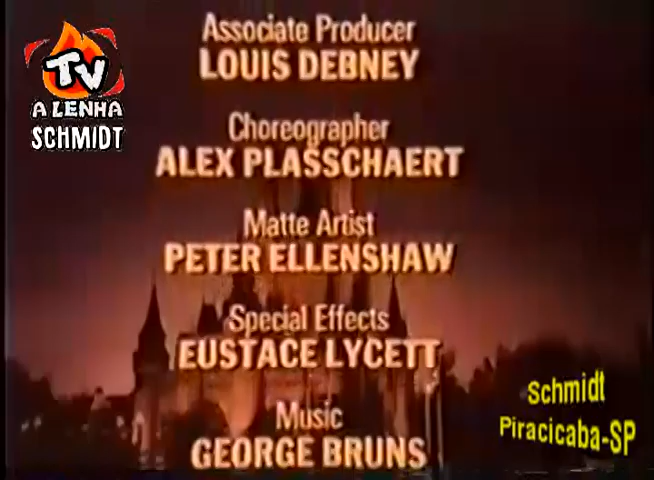 TV
A LENHA
SCHMIDT
Associate Producer
LOUIS DEBNEY
Choreographer
ALEX PLASSCHAERT
Matte Artist
PETER ELLENSHAW
Special Effects
EUSTACE LYCETT
Music
GEORGE BRUNS
Schmidt
Piracicaba-SP